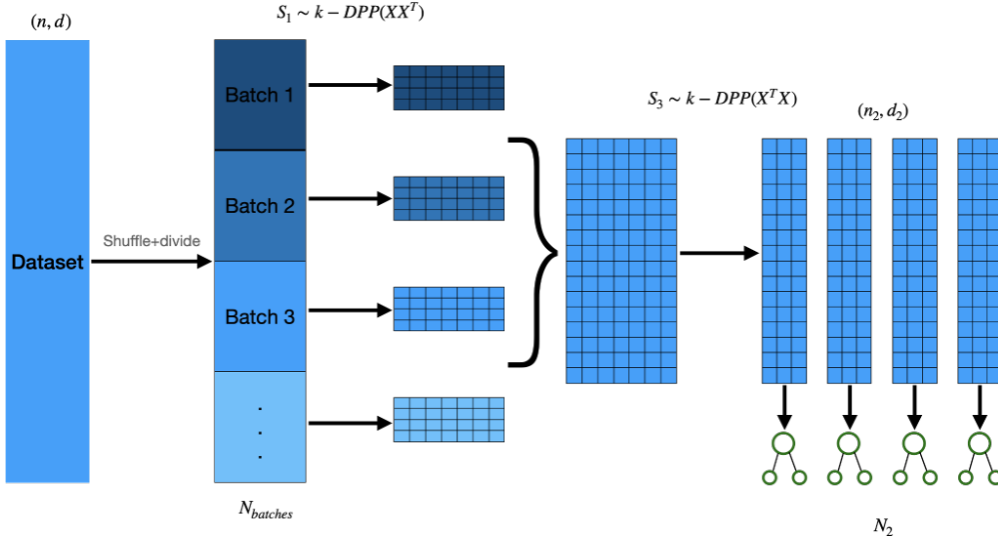 (n, d)
S₁ ~ k − DPP(XXᵀ)
Dataset
Shuffle+divide
Batch 1
Batch 2
Batch 3
.
.
.
N_batches
S₃ ~ k − DPP(XᵀX)
(n₂, d₂)
N₂